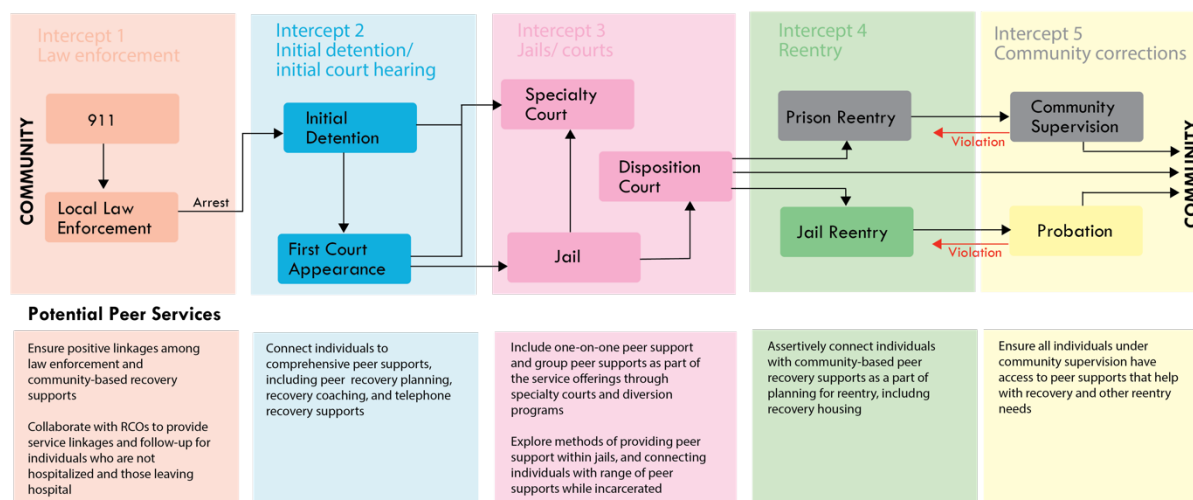 Intercept 1
Law enforcement
Intercept 2
Initial detention/
initial court hearing
Intercept 3
Jails/ courts
Intercept 4
Reentry
Intercept 5
Community corrections
COMMUNITY
911
Local Law
Enforcement
Arrest
Initial
Detention
First Court
Appearance
Specialty
Court
Disposition
Court
Jail
Prison Reentry
Jail Reentry
Violation
Violation
Community
Supervision
Probation
COMMUNITY
Potential Peer Services
Ensure positive linkages among
law enforcement and
community-based recovery
supports
Collaborate with RCOs to provide
service linkages and follow-up for
individuals who are not
hospitalized and those leaving
hospital
Connect individuals to
comprehensive peer supports,
including peer recovery planning,
recovery coaching, and telephone
recovery supports
Include one-on-one peer support
and group peer supports as part of
the service offerings through
specialty courts and diversion
programs
Explore methods of providing peer
support within jails, and connecting
individuals with range of peer
supports while incarcerated
Assertively connect individuals
with community-based peer
recovery supports as a part of
planning for reentry, includng
recovery housing
Ensure all individuals under
community supervision have
access to peer supports that help
with recovery and other reentry
needs